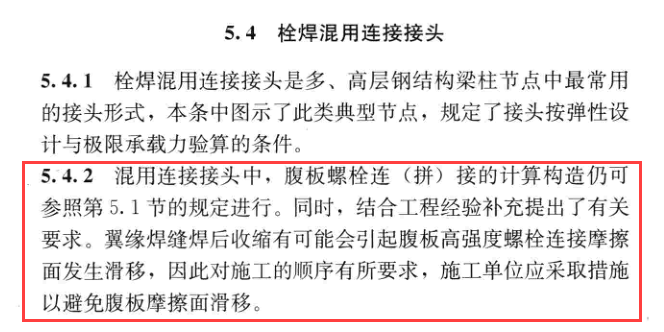 5.4 栓焊混用连接接头
5.4.1 栓焊混用连接接头是多、高层钢结构梁柱节点中最常用
的接头形式，本条中图示了此类典型节点，规定了接头按弹性设
计与极限承载力验算的条件。
5.4.2 混用连接接头中，腹板螺栓连（拼）接的计算构造仍可
参照第5.1节的规定进行。同时，结合工程经验补充提出了有关
要求。翼缘焊缝焊后收缩有可能会引起腹板高强度螺栓连接摩擦
面发生滑移，因此对施工的顺序有所要求，施工单位应采取措施
以避免腹板摩擦面滑移。